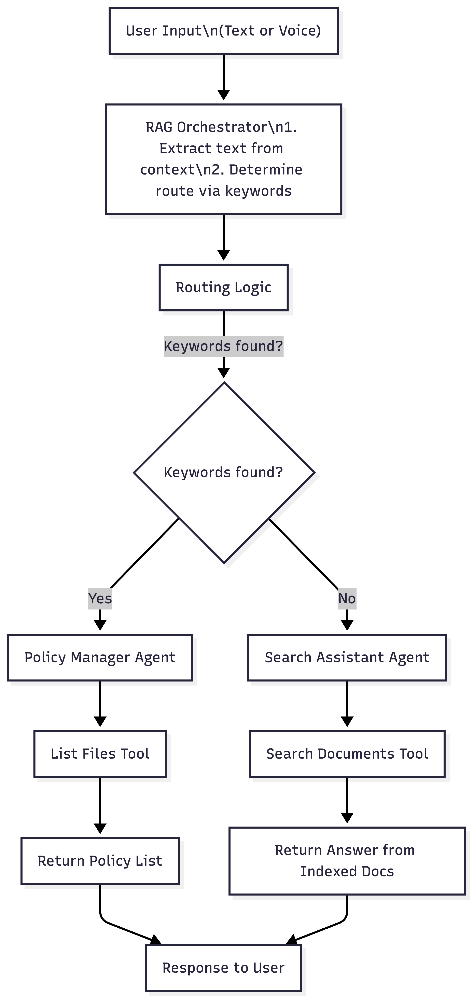 User Input\n(Text or Voice)
RAG Orchestrator\n1.
Extract text from
context\n2. Determine
route via keywords
Routing Logic
Keywords found?
Keywords found?
Yes
No
Policy Manager Agent
Search Assistant Agent
List Files Tool
Search Documents Tool
Return Policy List
Return Answer from
Indexed Docs
Response to User